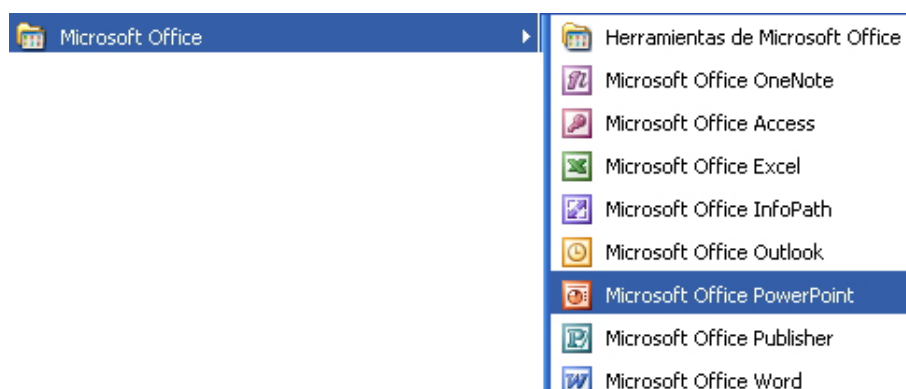 Microsoft Office
Herramientas de Microsoft Office
Microsoft Office OneNote
Microsoft Office Access
Microsoft Office Excel
Microsoft Office InfoPath
Microsoft Office Outlook
Microsoft Office PowerPoint
Microsoft Office Publisher
Microsoft Office Word